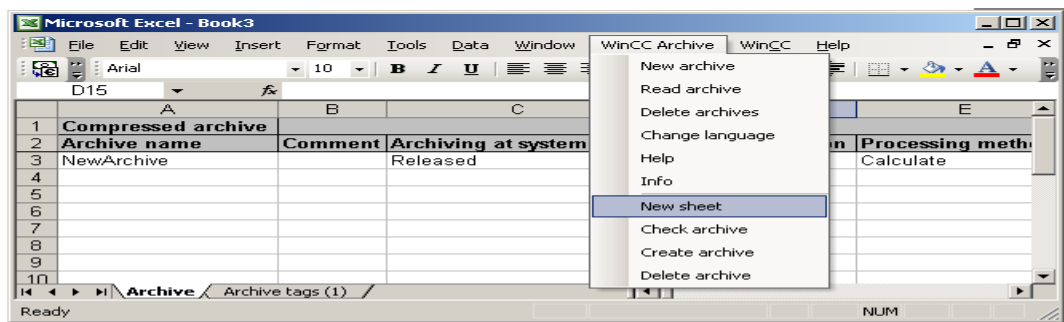 Microsoft Excel - Book3
File Edit View Insert Format Tools Data Window WinCC Archive WinCC Help
Arial 10 B I U A
D15 fx
New archive
Read archive
Delete archives
Change language
Help
Info
New sheet
Check archive
Create archive
Delete archive
A B C E
1 Compressed archive
2 Archive name Comment Archiving at system n Processing meth
3 NewArchive Released Calculate
4
5
6
7
8
9
10
Archive Archive tags (1)
Ready NUM